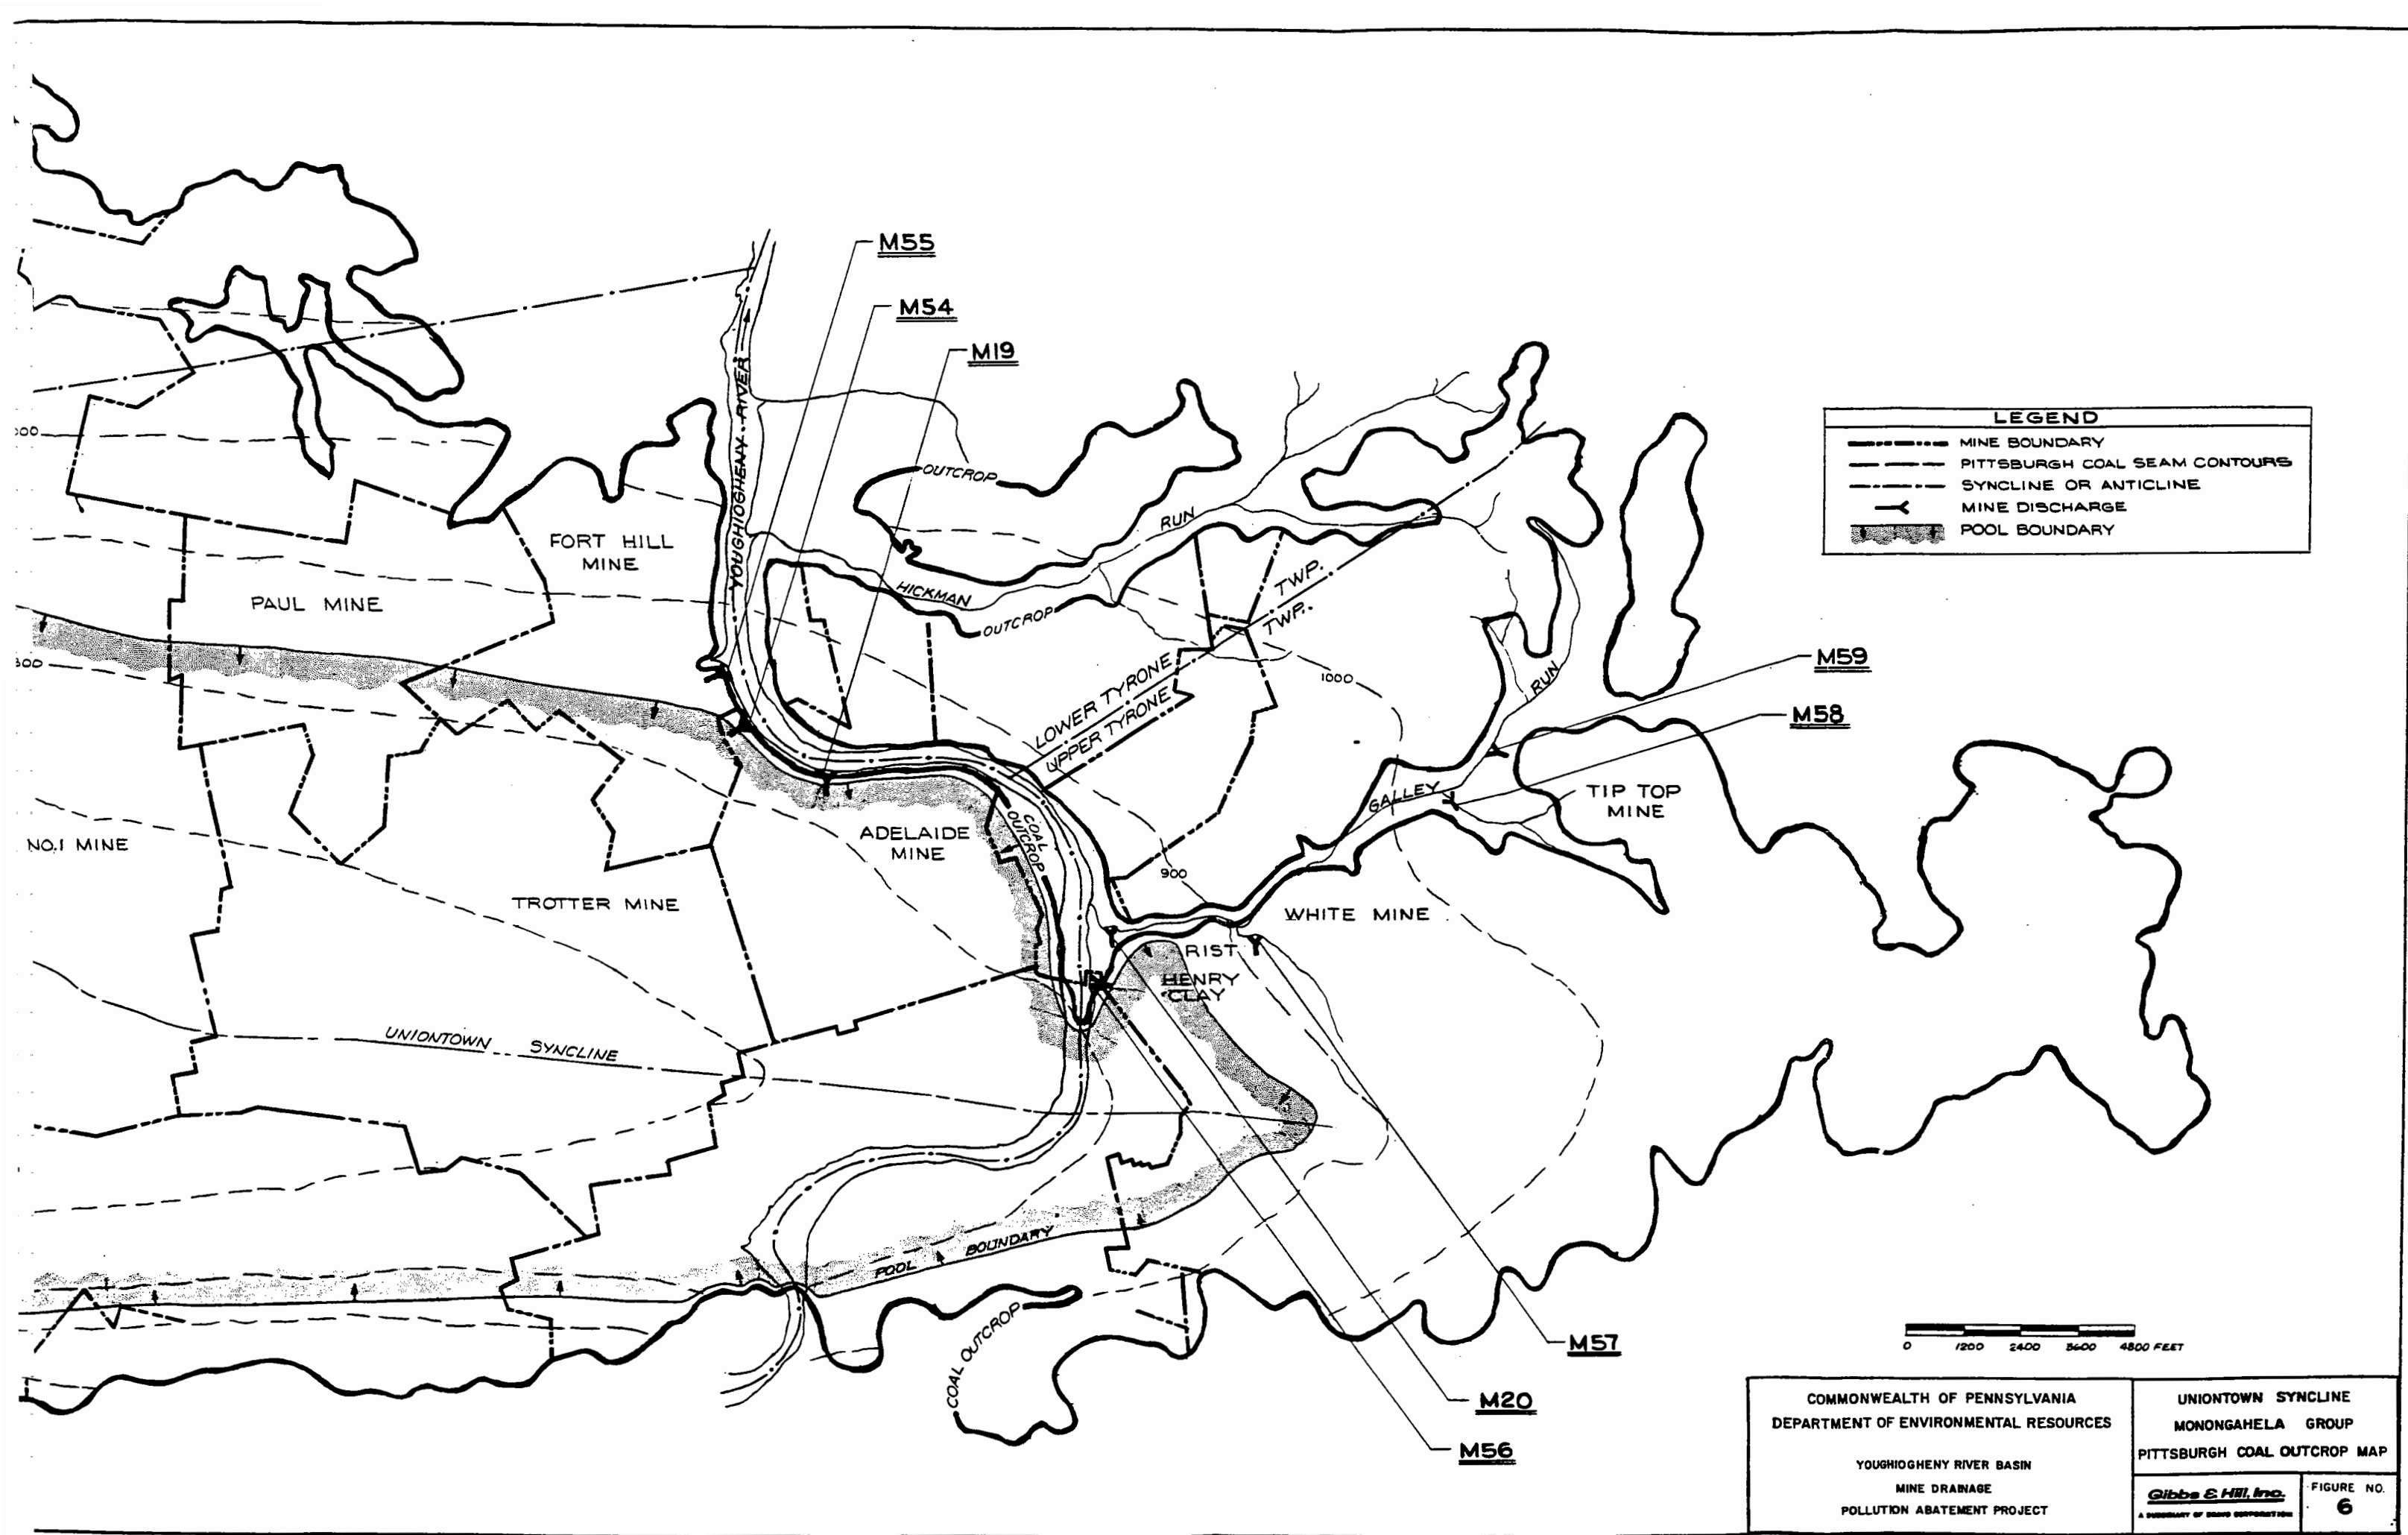 M55
M54
M19
YOUGHIOGHENY RIVER
OUTCROP
RUN
HICKMAN
OUTCROP
TWP.
TWP.
LOWER TYRONE
UPPER TYRONE
FORT HILL
MINE
PAUL MINE
LEGEND
MINE BOUNDARY
PITTSBURGH COAL SEAM CONTOURS
SYNCLINE OR ANTICLINE
MINE DISCHARGE
POOL BOUNDARY
1000
RUN
M59
M58
GALLEY
TIP TOP
MINE
COAL
OUTCROP
ADELAIDE
MINE
NO.1 MINE
900
TROTTER MINE
WHITE MINE
RIST
HENRY
CLAY
UNIONTOWN SYNCLINE
POOL BOUNDARY
COAL OUTCROP
M57
M20
M56
0 1200 2400 3600 4800 FEET
COMMONWEALTH OF PENNSYLVANIA
DEPARTMENT OF ENVIRONMENTAL RESOURCES
YOUGHIOGHENY RIVER BASIN
MINE DRAINAGE
POLLUTION ABATEMENT PROJECT
UNIONTOWN SYNCLINE
MONONGAHELA GROUP
PITTSBURGH COAL OUTCROP MAP
Gibbs & Hill, Inc.
A SUBSIDIARY OF DRAVO CORPORATION
FIGURE NO.
6